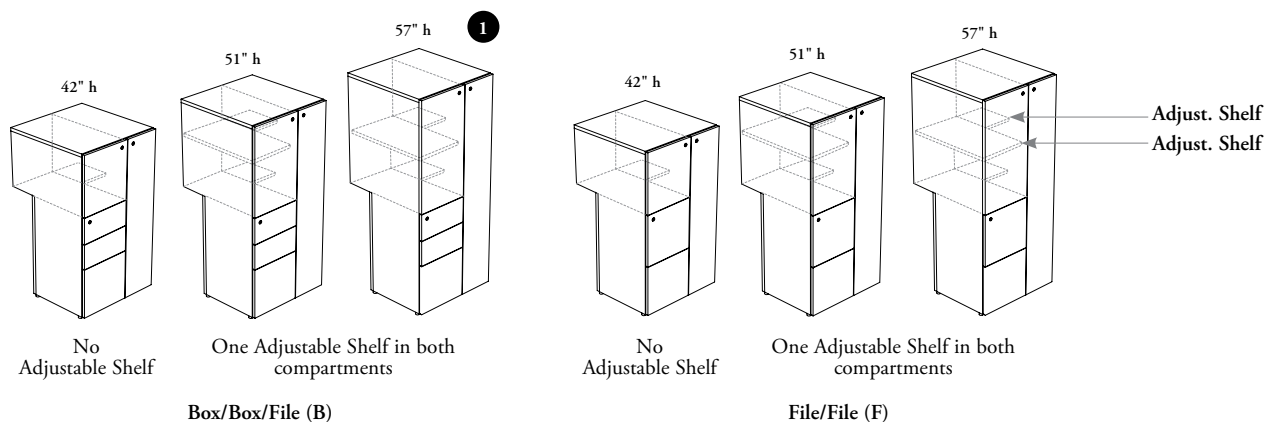 57" h
1
51" h
42" h
57" h
51" h
42" h
Adjust. Shelf
Adjust. Shelf
No
Adjustable Shelf
One Adjustable Shelf in both
compartments
No
Adjustable Shelf
One Adjustable Shelf in both
compartments
Box/Box/File (B)
File/File (F)